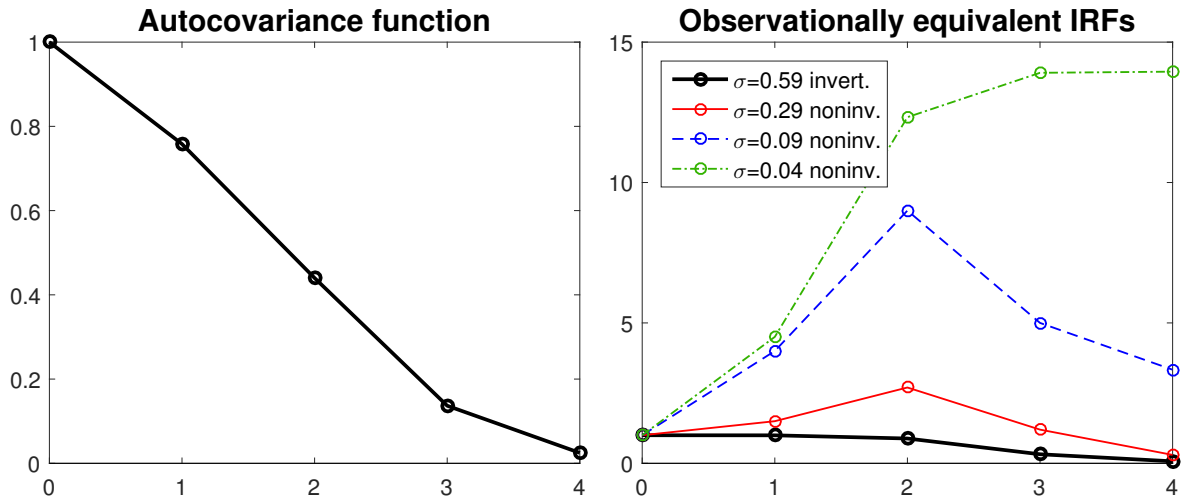 Autocovariance function
1
0.8
0.6
0.4
0.2
0
0 1 2 3 4
Observationally equivalent IRFs
15
10
5
0
σ=0.59 invert.
σ=0.29 noninv.
σ=0.09 noninv.
σ=0.04 noninv.
0 1 2 3 4